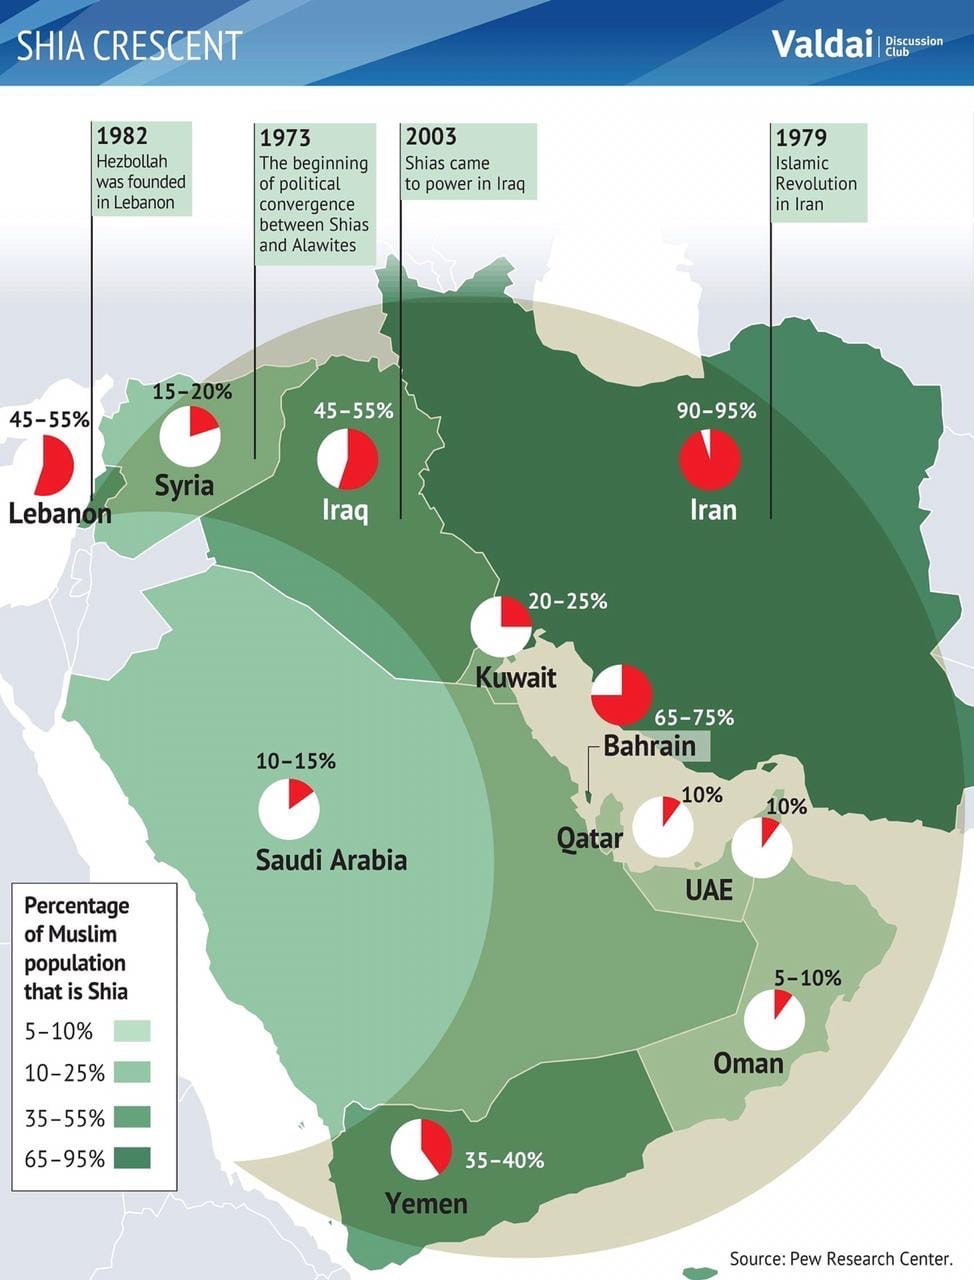 SHIA CRESCENT
Valdai
Discussion
Club
1982
Hezbollah
was founded
in Lebanon
1973
The beginning
of political
convergence
between Shias
and Alawites
2003
Shias came
to power in Iraq
1979
Islamic
Revolution
in Iran
45–55%
Lebanon
15–20%
Syria
45–55%
Iraq
90–95%
Iran
20–25%
Kuwait
65–75%
Bahrain
10–15%
Saudi Arabia
10%
Qatar
10%
UAE
5–10%
Oman
35–40%
Yemen
Percentage
of Muslim
population
that is Shia
5–10%
10–25%
35–55%
65–95%
Source: Pew Research Center.